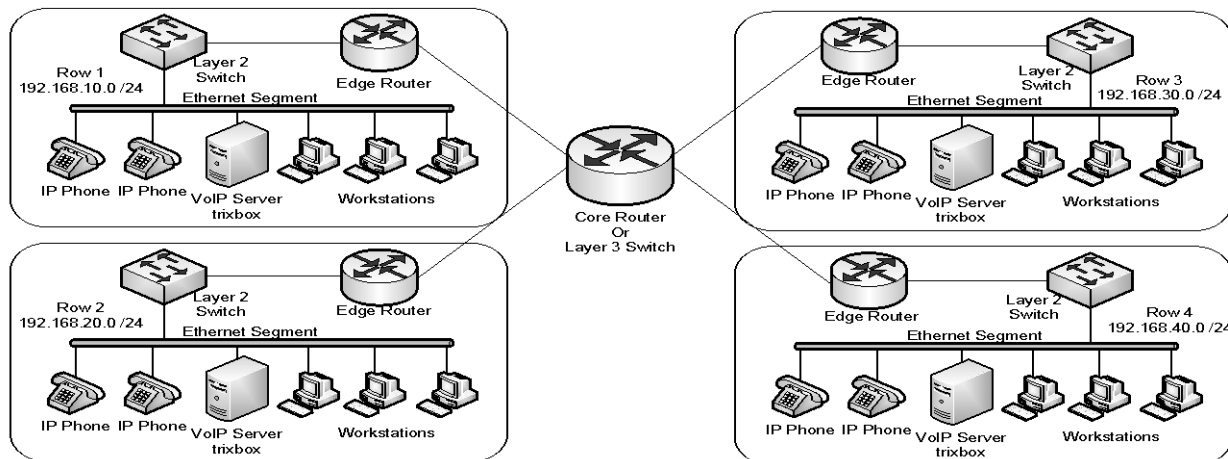 Row 1
192.168.10.0 /24
Layer 2
Switch
Edge Router
Ethernet Segment
IP Phone
IP Phone
VoIP Server
trixbox
Workstations
Edge Router
Layer 2
Switch
Row 3
192.168.30.0 /24
Ethernet Segment
IP Phone
IP Phone
VoIP Server
trixbox
Workstations
Core Router
Or
Layer 3 Switch
Row 2
192.168.20.0 /24
Layer 2
Switch
Edge Router
Ethernet Segment
IP Phone
IP Phone
VoIP Server
trixbox
Workstations
Edge Router
Layer 2
Switch
Row 4
192.168.40.0 /24
Ethernet Segment
IP Phone
IP Phone
VoIP Server
trixbox
Workstations